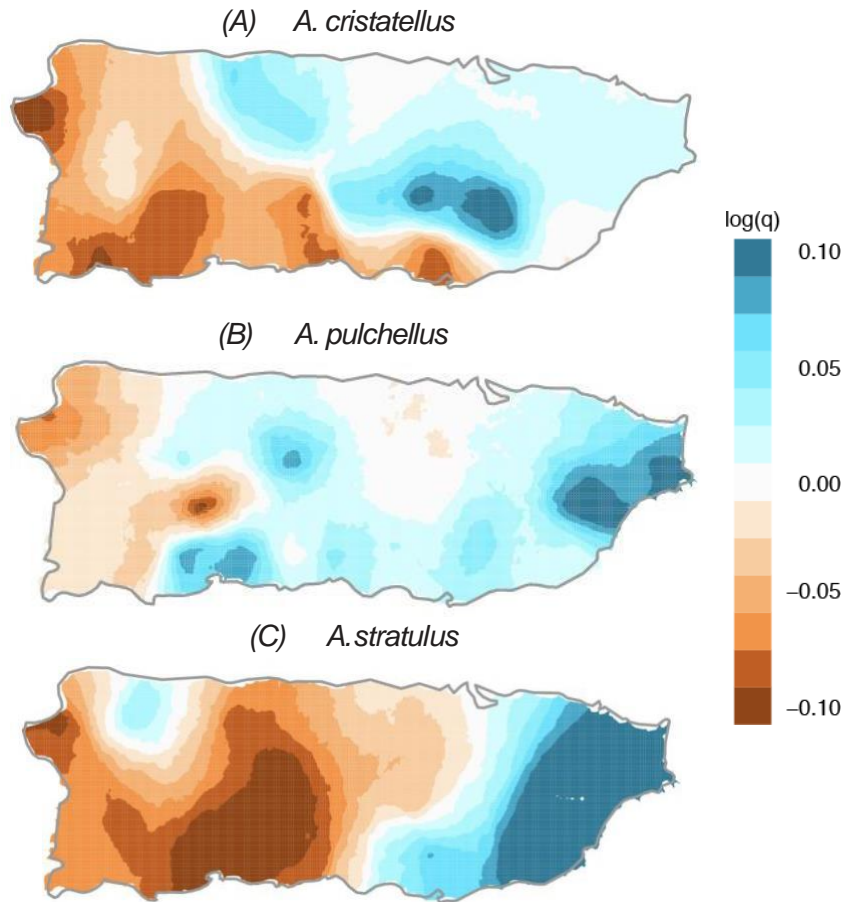 (A) A. cristatellus
(B) A. pulchellus
log(q)
0.10
0.05
0.00
−0.05
−0.10
(C) A. stratulus